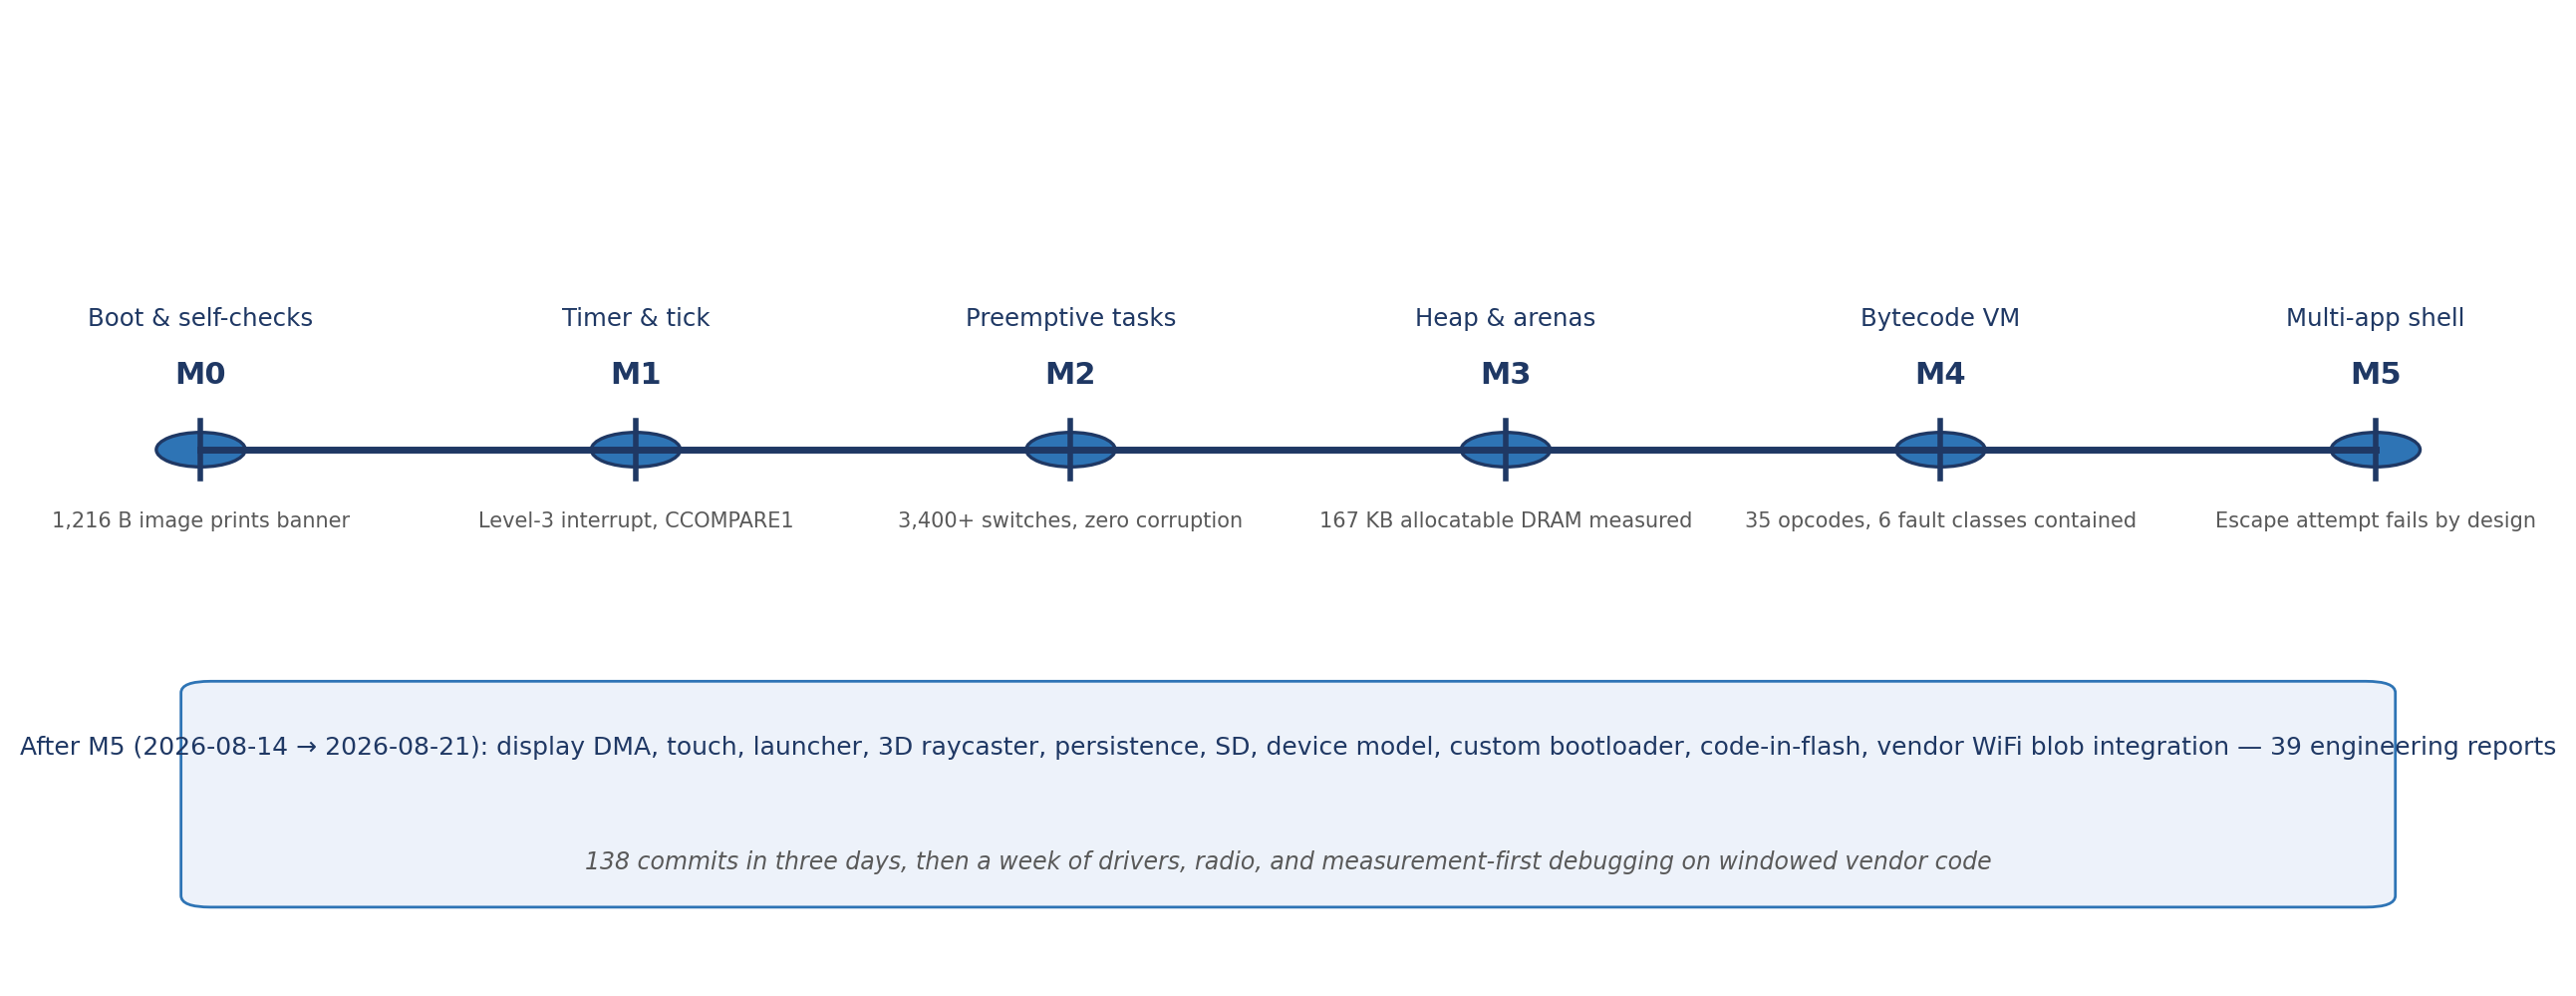 Boot & self-checks
Timer & tick
Preemptive tasks
Heap & arenas
Bytecode VM
Multi-app shell
M0
M1
M2
M3
M4
M5
1,216 B image prints banner
Level-3 interrupt, CCOMPARE1
3,400+ switches, zero corruption
167 KB allocatable DRAM measured
35 opcodes, 6 fault classes contained
Escape attempt fails by design
After M5 (2026-08-14 → 2026-08-21): display DMA, touch, launcher, 3D raycaster, persistence, SD, device model, custom bootloader, code-in-flash, vendor WiFi blob integration — 39 engineering reports
138 commits in three days, then a week of drivers, radio, and measurement-first debugging on windowed vendor code